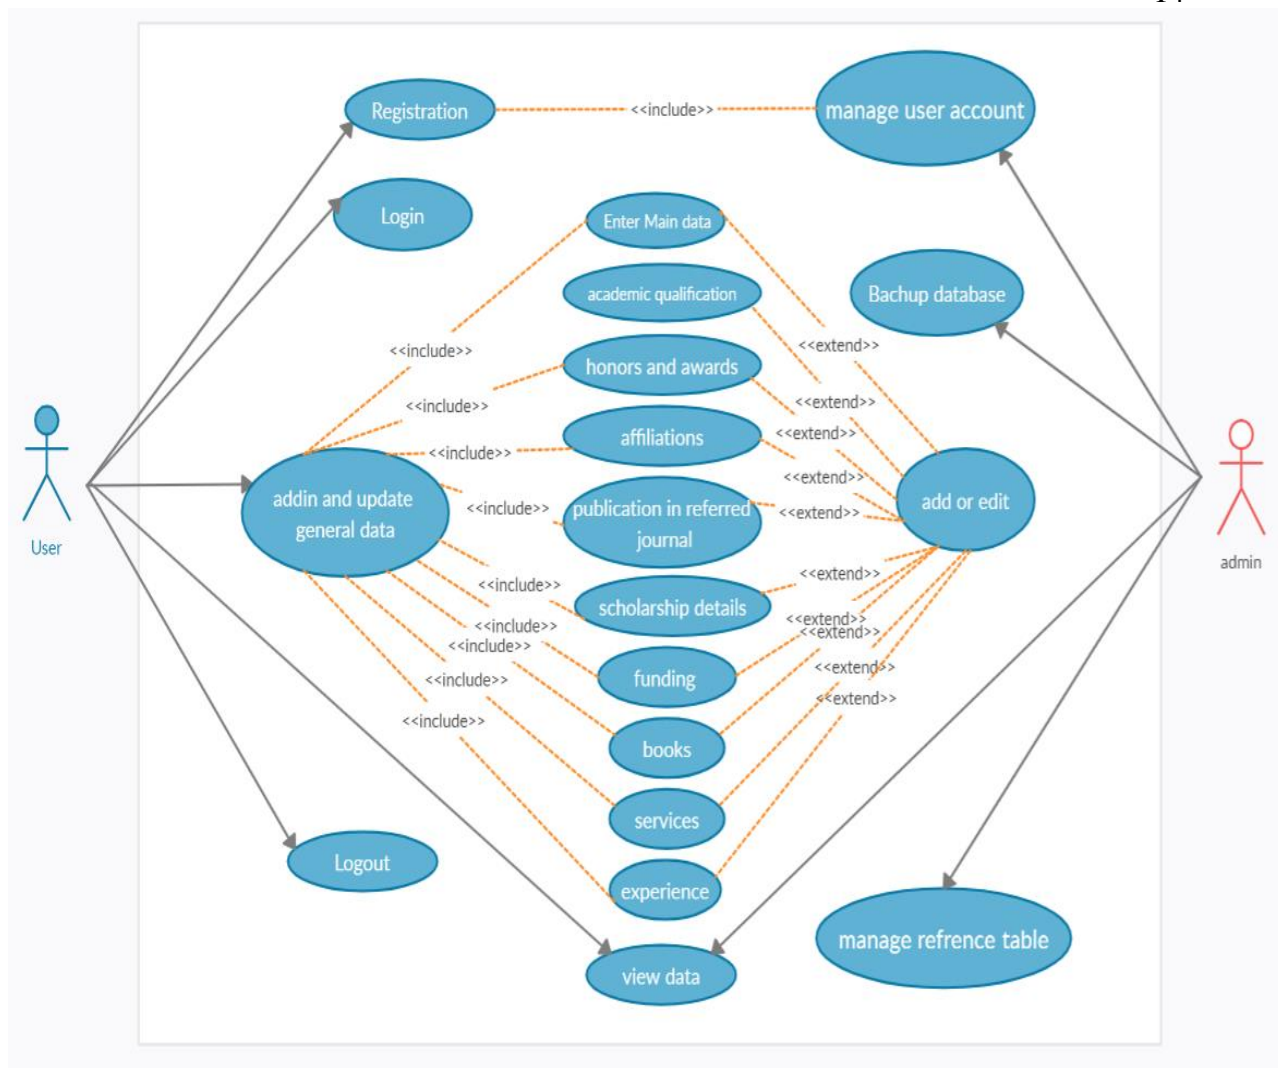 Registration
<<include>>
manage user account
Login
Enter Main data
academic qualification
Bachup database
<<include>>
<<extend>>
honors and awards
<<include>>
<<extend>>
affiliations
<<extend>>
<<include>>
<<extend>>
addin and update
general data
<<include>>
publication in referred
journal
<<extend>>
add or edit
User
admin
<<include>>
scholarship details
<<extend>>
<<include>>
<<extend>>
<<include>>
<<extend>>
funding
<<include>>
<<extend>>
<<include>>
<<extend>>
books
services
Logout
experience
manage refrence table
view data